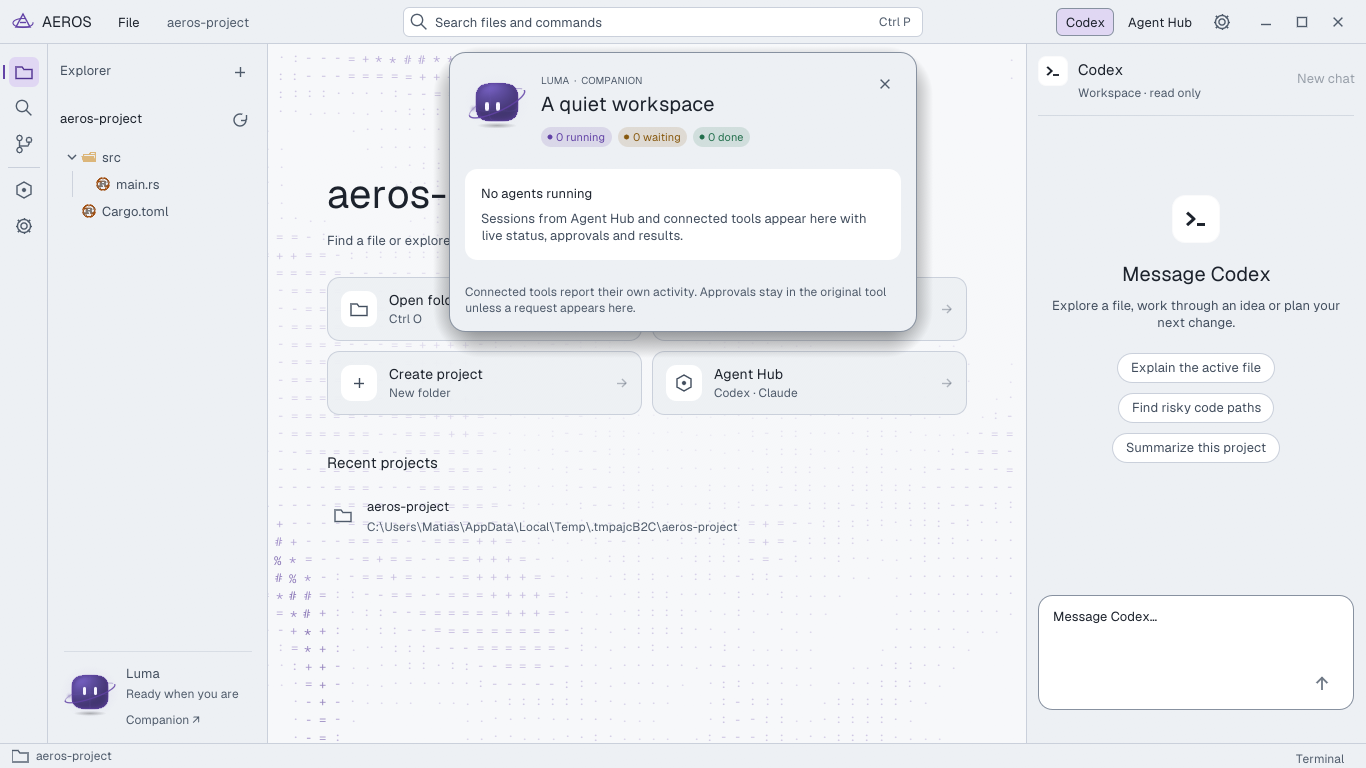 AEROS
File
aeros-project
Search files and commands
Ctrl P
Codex
Agent Hub
Explorer
aeros-project
src
main.rs
Cargo.toml
Luma
Ready when you are
Companion ↗
LUMA · COMPANION
A quiet workspace
0 running
0 waiting
0 done
No agents running
Sessions from Agent Hub and connected tools appear here with
live status, approvals and results.
Connected tools report their own activity. Approvals stay in the original tool
unless a request appears here.
aeros-
Find a file or explore
Open fol
Ctrl O
Create project
New folder
Agent Hub
Codex · Claude
Recent projects
aeros-project
C:\Users\Matias\AppData\Local\Temp\.tmpajcB2C\aeros-project
Codex
Workspace · read only
New chat
Message Codex
Explore a file, work through an idea or plan your
next change.
Explain the active file
Find risky code paths
Summarize this project
Message Codex…
aeros-project
Terminal